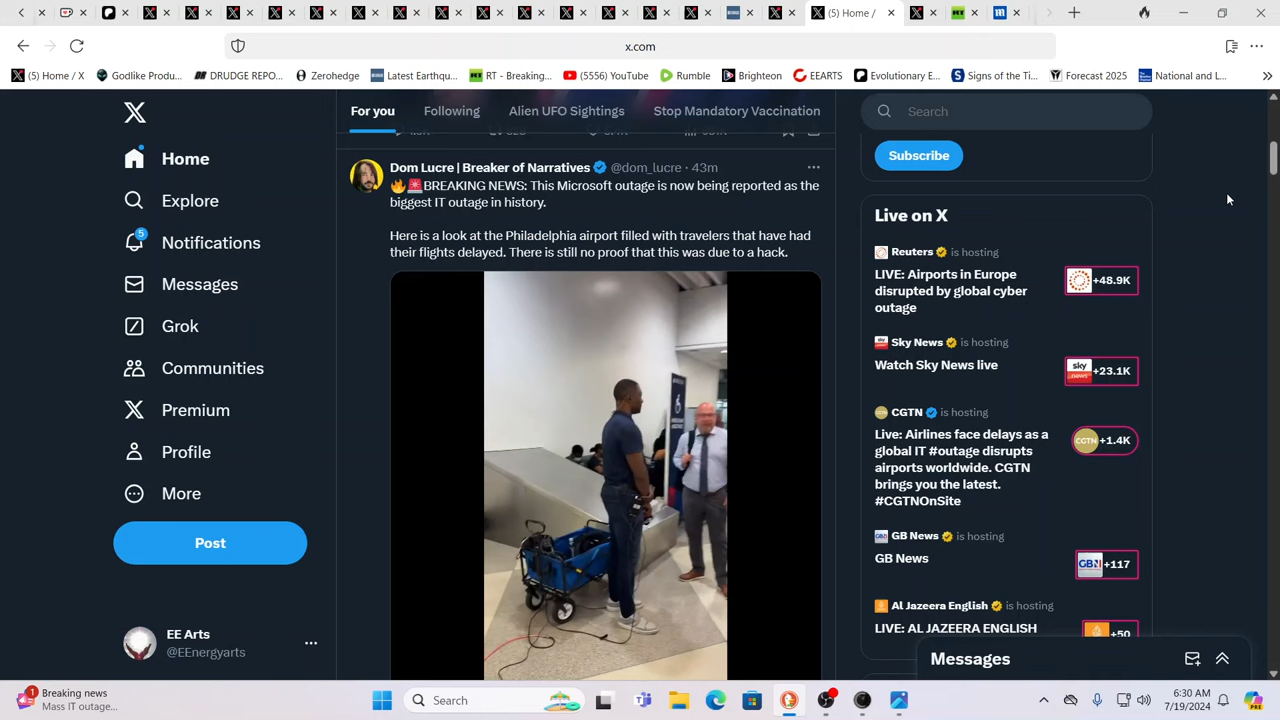 (5) Home /
x.com
(5) Home / X
Godlike Produ...
DRUDGE REPO...
Zerohedge
Latest Earthqu...
RT - Breaking...
(5556) YouTube
Rumble
Brighteon
EEARTS
Evolutionary E...
Signs of the Ti...
Forecast 2025
National and L...
For you
Following
Alien UFO Sightings
Stop Mandatory Vaccination
Search
Home
Explore
5
Notifications
Messages
Grok
Communities
Premium
Profile
More
Post
EE Arts
@EEnergyarts
Dom Lucre | Breaker of Narratives @dom_lucre · 43m
🔥🚨BREAKING NEWS: This Microsoft outage is now being reported as the
biggest IT outage in history.
Here is a look at the Philadelphia airport filled with travelers that have had
their flights delayed. There is still no proof that this was due to a hack.
Subscribe
Live on X
Reuters is hosting
LIVE: Airports in Europe
disrupted by global cyber
outage
+48.9K
Sky News is hosting
Watch Sky News live
sky news +23.1K
CGTN is hosting
Live: Airlines face delays as a
global IT #outage disrupts
airports worldwide. CGTN
brings you the latest.
#CGTNOnSite
CGTN +1.4K
GB News is hosting
GB News
GBN +117
Al Jazeera English is hosting
LIVE: AL JAZEERA ENGLISH
+50
Messages
1
Breaking news
Mass IT outage...
Search
6:30 AM
7/19/2024
PRE